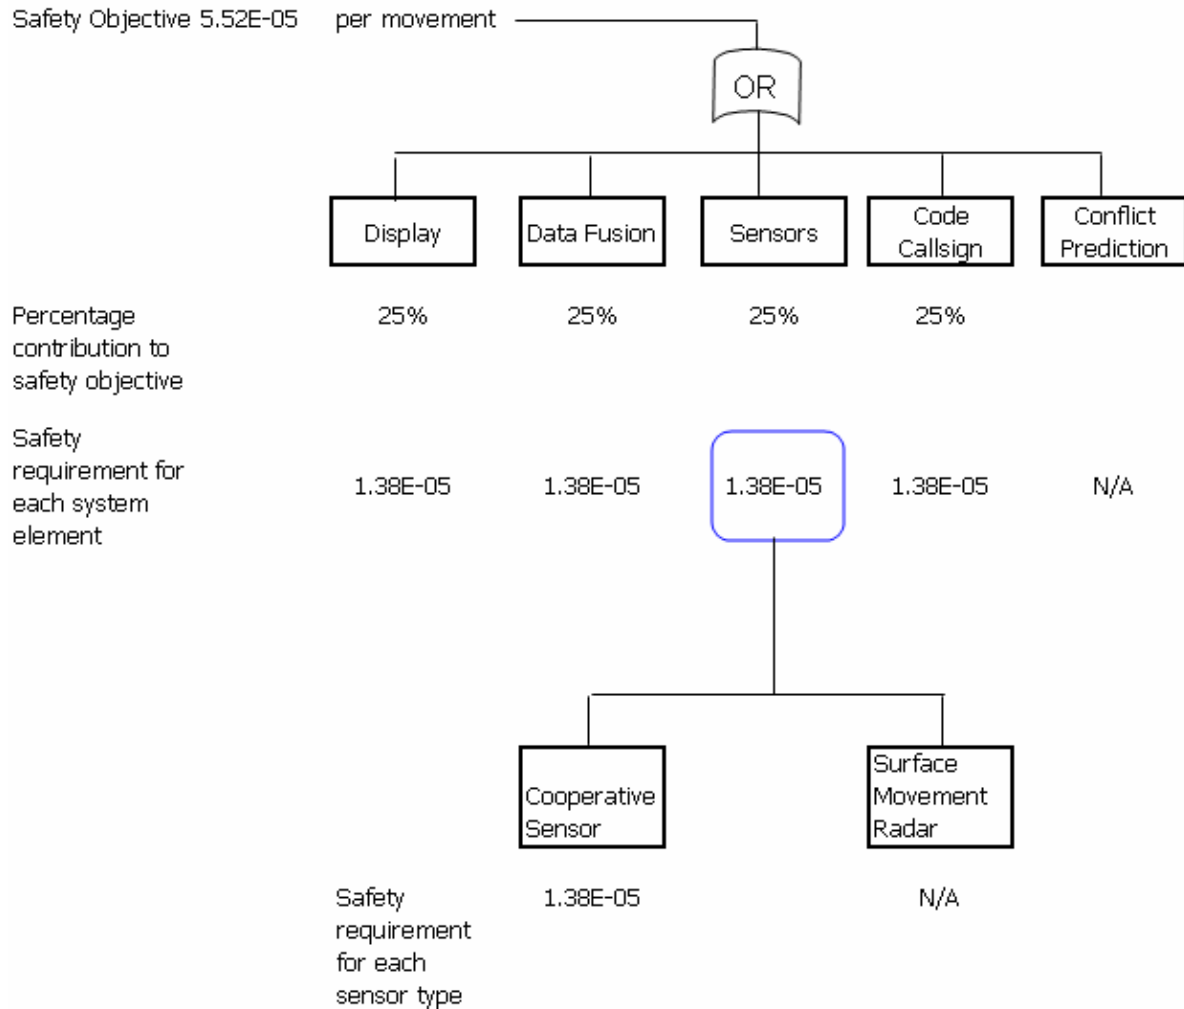 Safety Objective 5.52E-05 per movement
OR
Display
Data Fusion
Sensors
Code
Callsign
Conflict
Prediction
Percentage
contribution to
safety objective
25% 25% 25% 25%
Safety
requirement for
each system
element
1.38E-05 1.38E-05 1.38E-05 1.38E-05 N/A
Cooperative
Sensor
Surface
Movement
Radar
Safety
requirement
for each
sensor type
1.38E-05 N/A